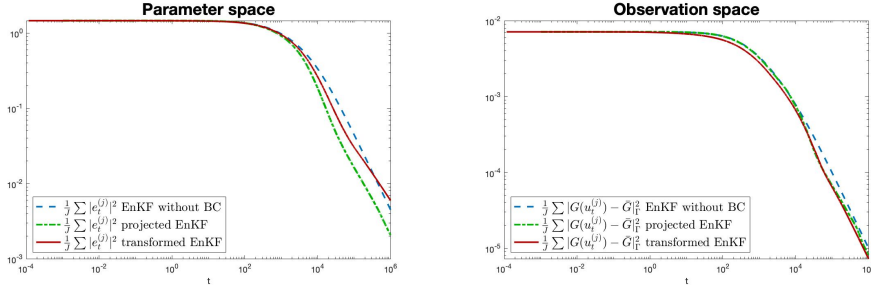 Parameter space
10^0
10^-1
10^-2
10^-3
10^-4
10^-2
10^0
10^2
10^4
10^6
t
1/J ∑ |e_t^(j)|^2 EnKF without BC
1/J ∑ |e_t^(j)|^2 projected EnKF
1/J ∑ |e_t^(j)|^2 transformed EnKF
Observation space
10^-2
10^-3
10^-4
10^-5
10^-6
10^-4
10^-2
10^0
10^2
10^4
10^6
t
1/J ∑ |G(u_t^(j)) − Ḡ|_Γ^2 EnKF without BC
1/J ∑ |G(u_t^(j)) − Ḡ|_Γ^2 projected EnKF
1/J ∑ |G(u_t^(j)) − Ḡ|_Γ^2 transformed EnKF